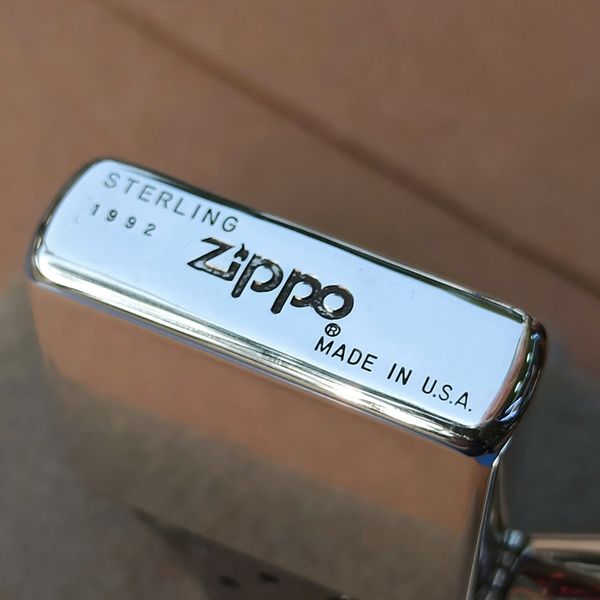 STERLING
1992
Zippo®
MADE IN U.S.A.